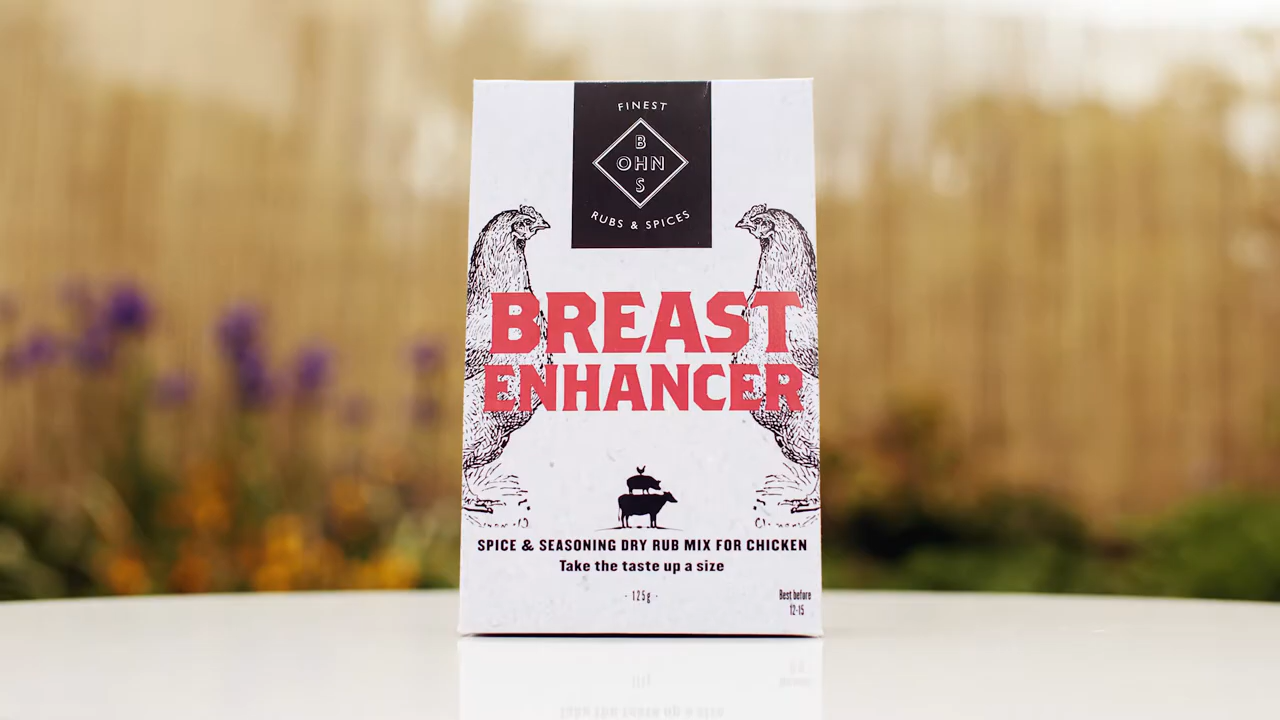 FINEST
B
OHN
S
RUBS & SPICES
BREAST
ENHANCER
SPICE & SEASONING DRY RUB MIX FOR CHICKEN
Take the taste up a size
· 125g ·
Best before
12-15